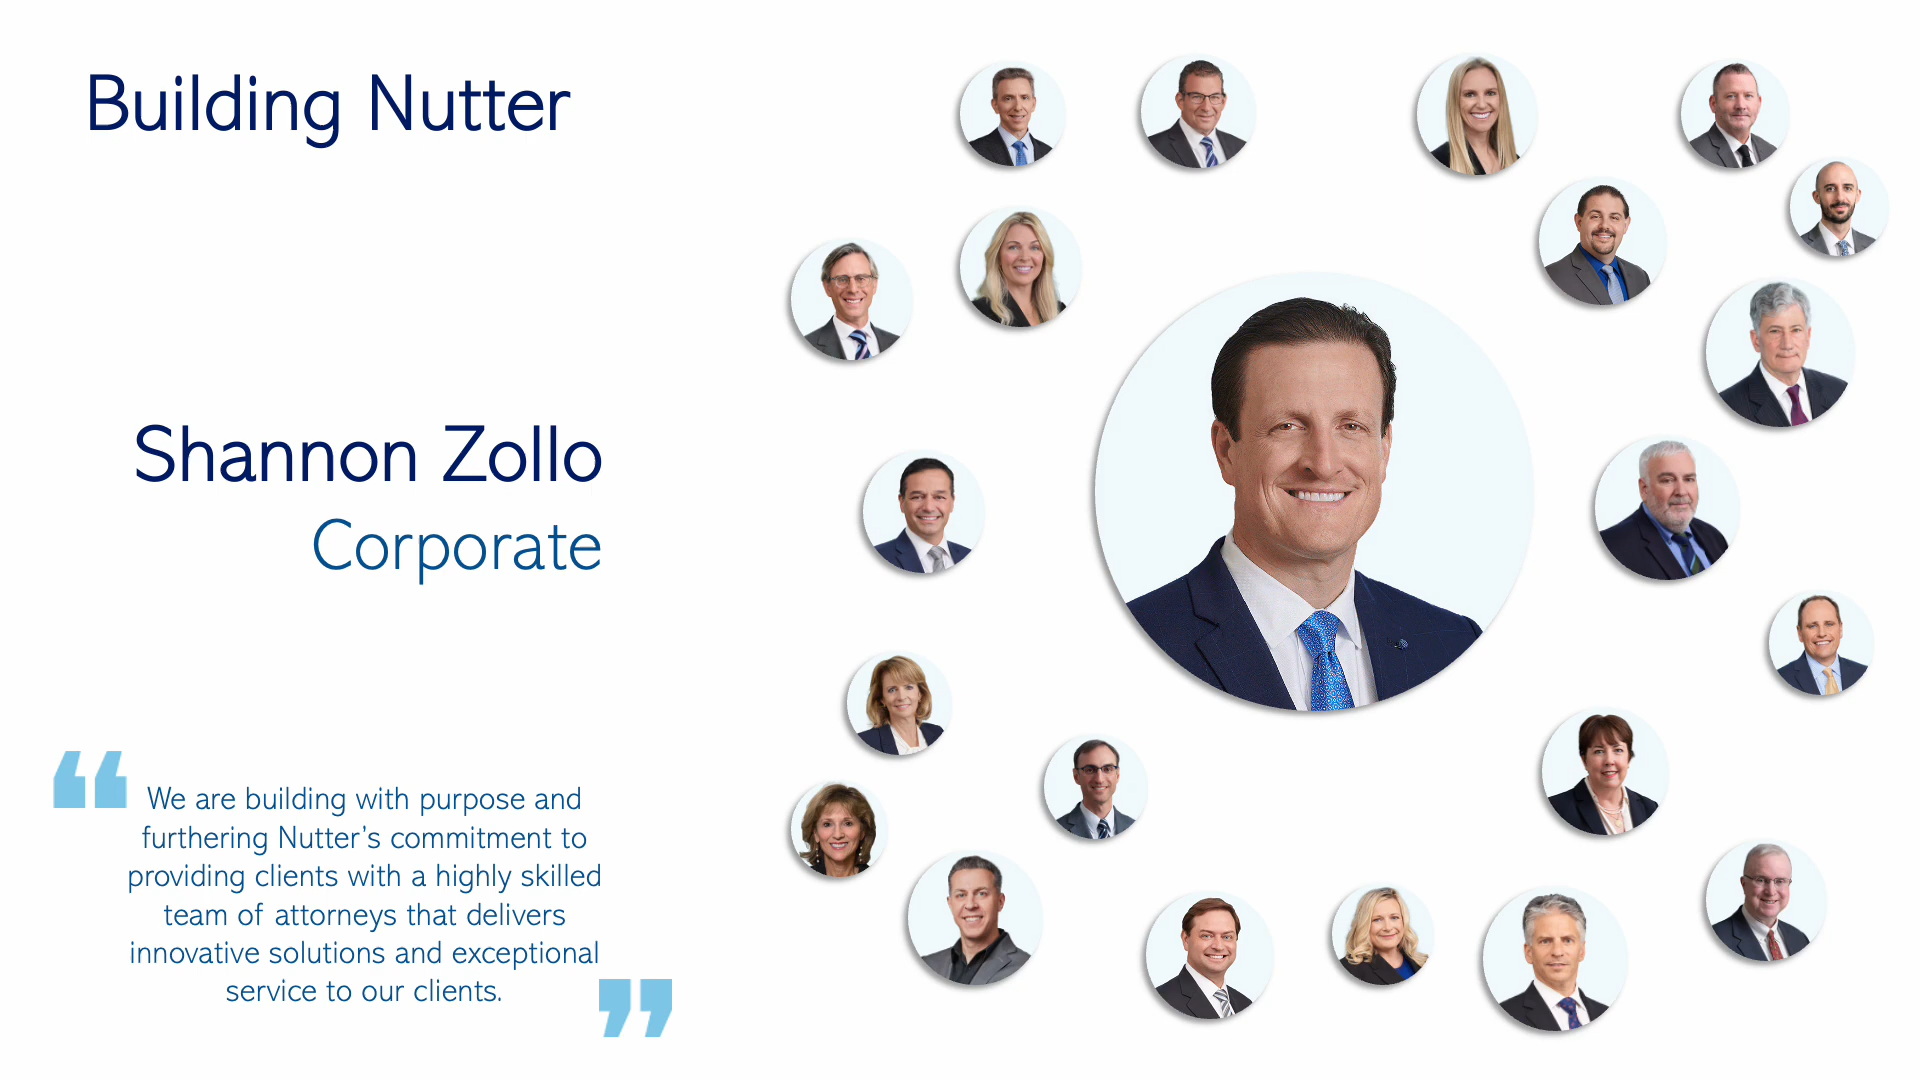 Building Nutter
Shannon Zollo
Corporate
“ We are building with purpose and
furthering Nutter’s commitment to
providing clients with a highly skilled
team of attorneys that delivers
innovative solutions and exceptional
service to our clients. ”